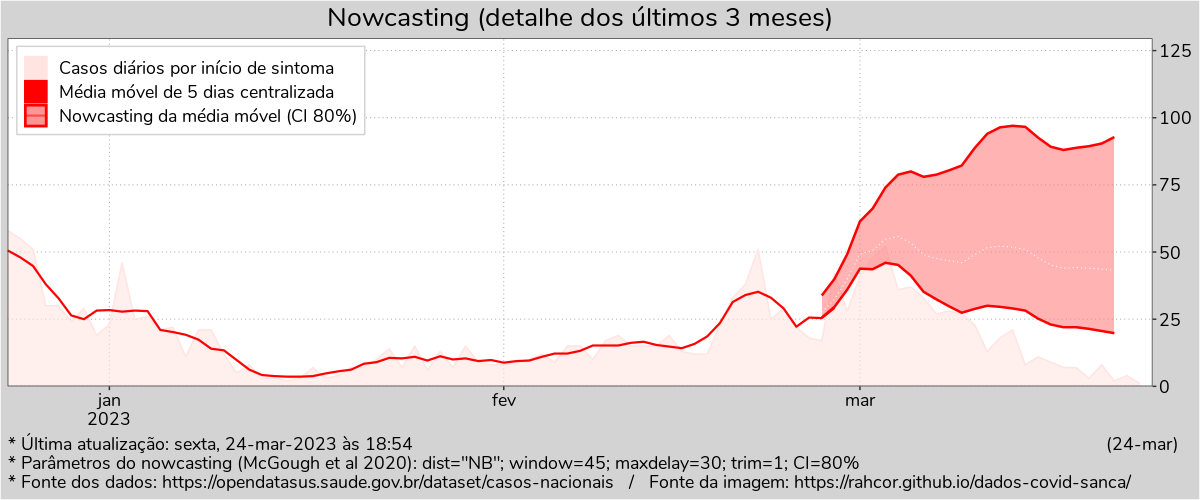 Nowcasting (detalhe dos últimos 3 meses)
Casos diários por início de sintoma
Média móvel de 5 dias centralizada
Nowcasting da média móvel (CI 80%)
125
100
75
50
25
0
jan
2023
fev
mar
* Última atualização: sexta, 24-mar-2023 às 18:54
(24-mar)
* Parâmetros do nowcasting (McGough et al 2020): dist="NB"; window=45; maxdelay=30; trim=1; CI=80%
* Fonte dos dados: https://opendatasus.saude.gov.br/dataset/casos-nacionais / Fonte da imagem: https://rahcor.github.io/dados-covid-sanca/